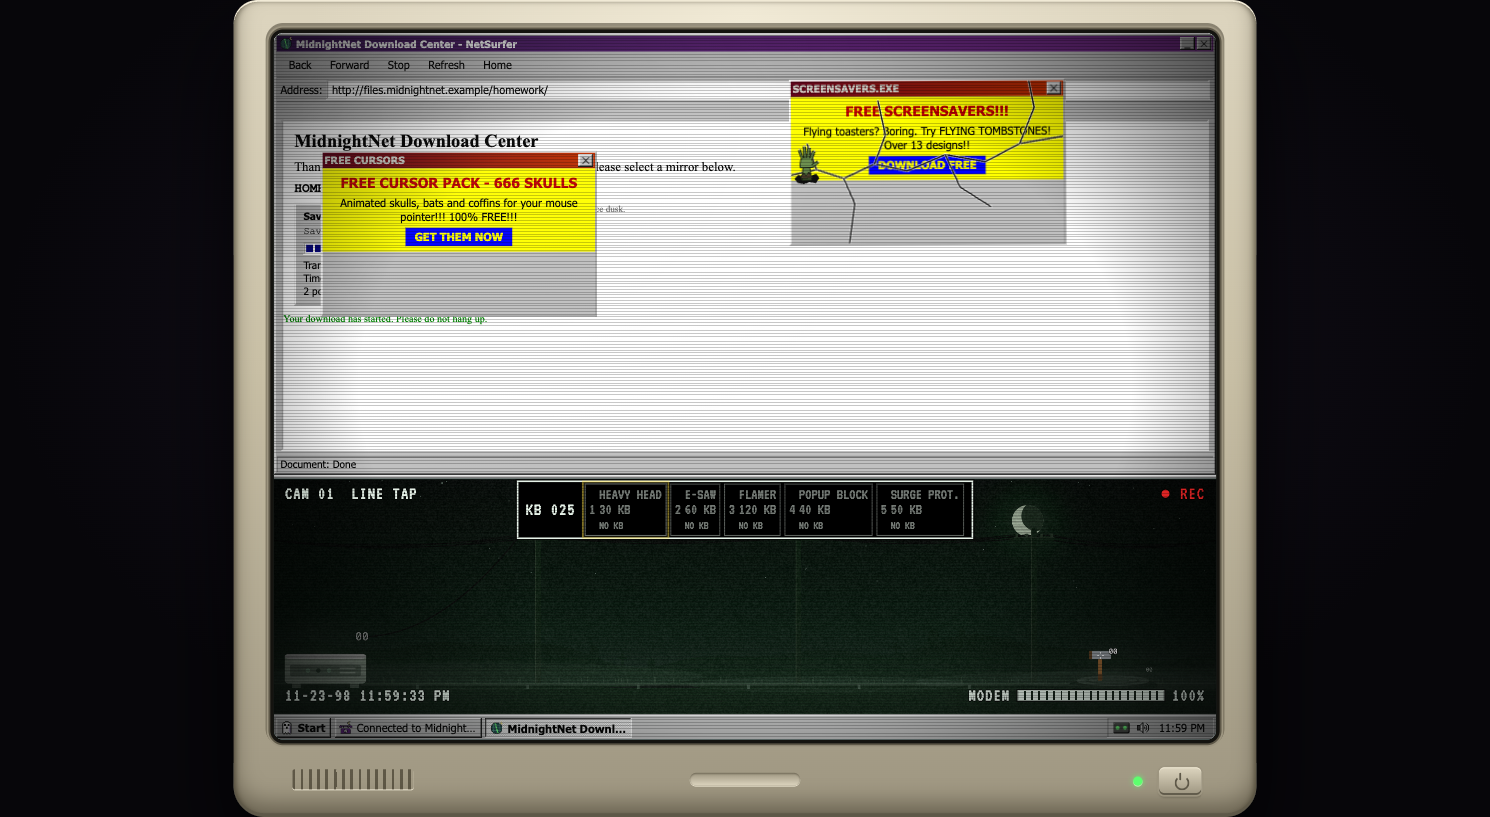 MidnightNet Download Center - NetSurfer
Back Forward Stop Refresh Home
Address: http://files.midnightnet.example/homework/
SCREENSAVERS.EXE
FREE SCREENSAVERS!!!
Flying toasters? Boring. Try FLYING TOMBSTONES!
Over 13 designs!!
DOWNLOAD FREE
MidnightNet Download Center
lease select a mirror below.
FREE CURSORS
FREE CURSOR PACK - 666 SKULLS
Animated skulls, bats and coffins for your mouse
pointer!!! 100% FREE!!!
GET THEM NOW
dusk.
Your download has started. Please do not hang up.
Document: Done
CAM 01 LINE TAP
KB 025
HEAVY HEAD
1 30 KB
NO KB
E-SAW
2 60 KB
NO KB
FLAMER
3 120 KB
NO KB
POPUP BLOCK
4 40 KB
NO KB
SURGE PROT.
5 50 KB
NO KB
REC
00
00
11-23-98 11:59:33 PM
MODEM 100%
Start
Connected to Midnight...
MidnightNet Downl...
11:59 PM